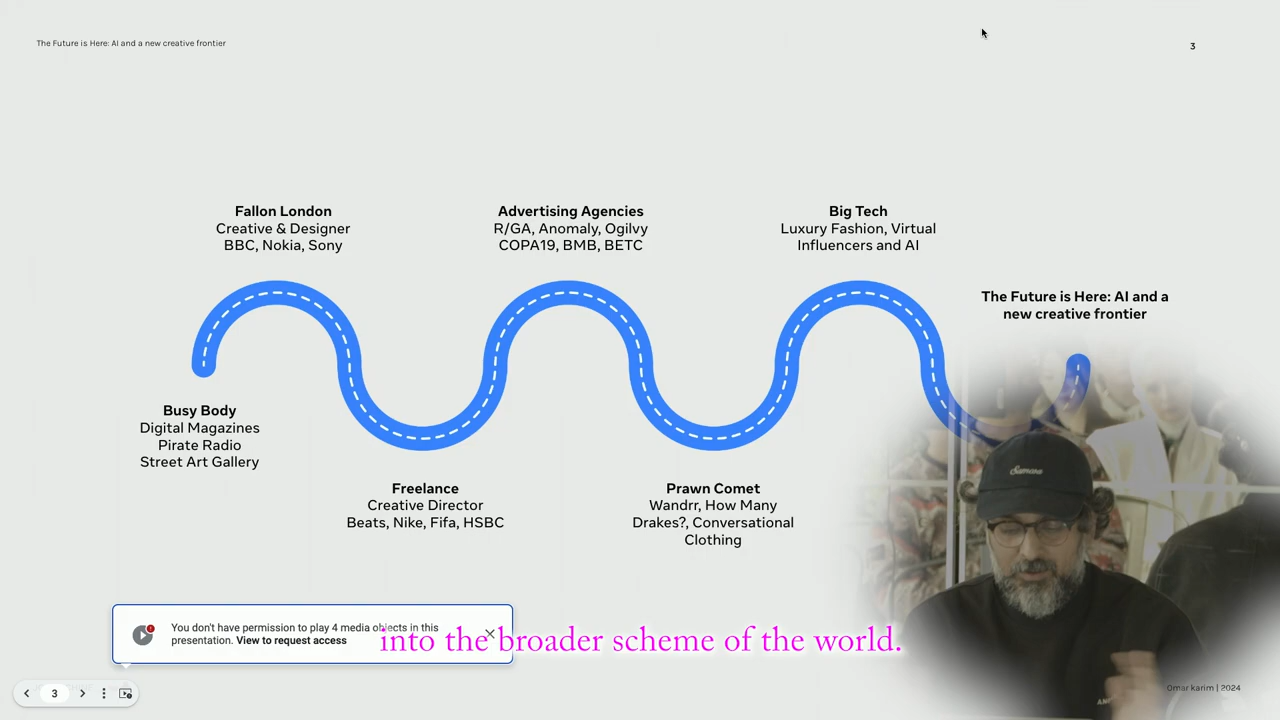 The Future is Here: AI and a new creative frontier
3
Fallon London
Creative & Designer
BBC, Nokia, Sony
Advertising Agencies
R/GA, Anomaly, Ogilvy
COPA19, BMB, BETC
Big Tech
Luxury Fashion, Virtual
Influencers and AI
The Future is Here: AI and a
new creative frontier
Busy Body
Digital Magazines
Pirate Radio
Street Art Gallery
Freelance
Creative Director
Beats, Nike, Fifa, HSBC
Prawn Comet
Wandrr, How Many
Drakes?, Conversational
Clothing
You don't have permission to play 4 media objects in this
presentation. View to request access
into the broader scheme of the world.
3
Omar karim | 2024